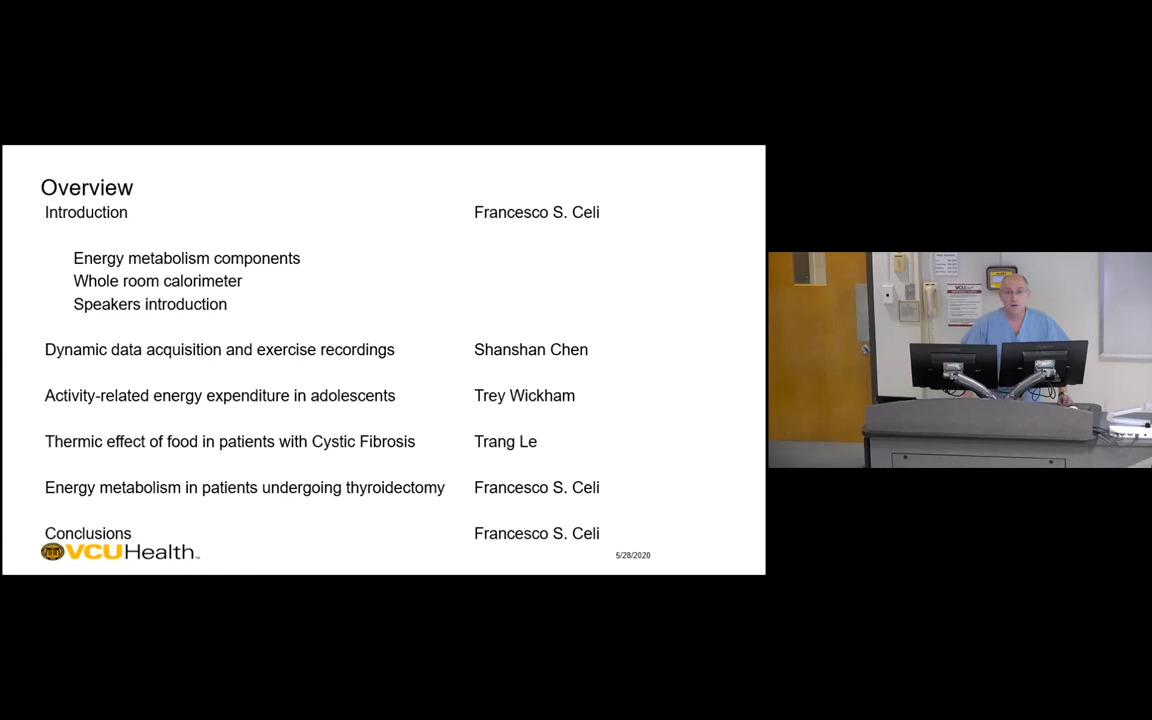 Overview
Introduction Francesco S. Celi
Energy metabolism components
Whole room calorimeter
Speakers introduction
Dynamic data acquisition and exercise recordings Shanshan Chen
Activity-related energy expenditure in adolescents Trey Wickham
Thermic effect of food in patients with Cystic Fibrosis Trang Le
Energy metabolism in patients undergoing thyroidectomy Francesco S. Celi
Conclusions Francesco S. Celi
VCUHealth
5/28/2020
VCU